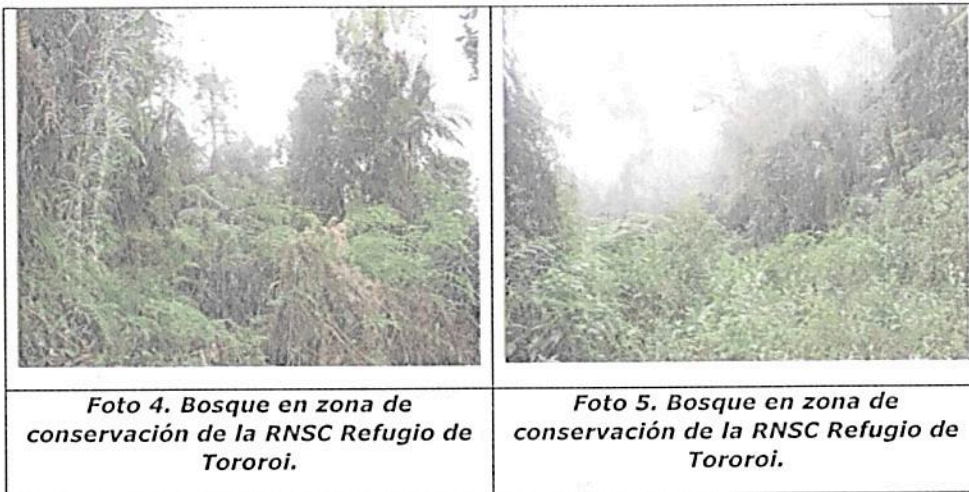 Foto 4. Bosque en zona de
conservación de la RNSC Refugio de
Tororoi.
Foto 5. Bosque en zona de
conservación de la RNSC Refugio de
Tororoi.